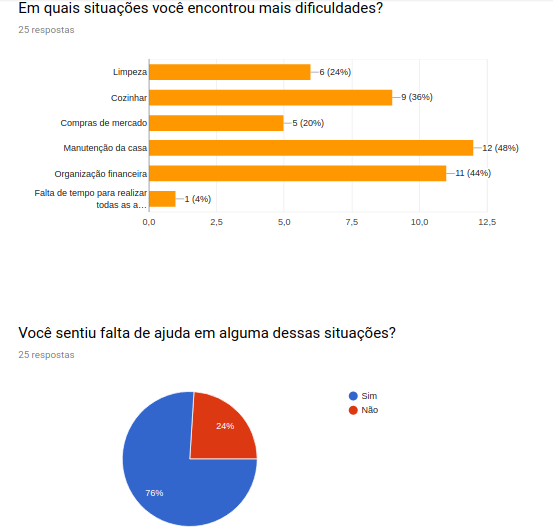 Em quais situações você encontrou mais dificuldades?
25 respostas
Limpeza
6 (24%)
Cozinhar
9 (36%)
Compras de mercado
5 (20%)
Manutenção da casa
12 (48%)
Organização financeira
11 (44%)
Falta de tempo para realizar
todas as a…
1 (4%)
0,0 2,5 5,0 7,5 10,0 12,5
Você sentiu falta de ajuda em alguma dessas situações?
25 respostas
Sim
Não
24%
76%